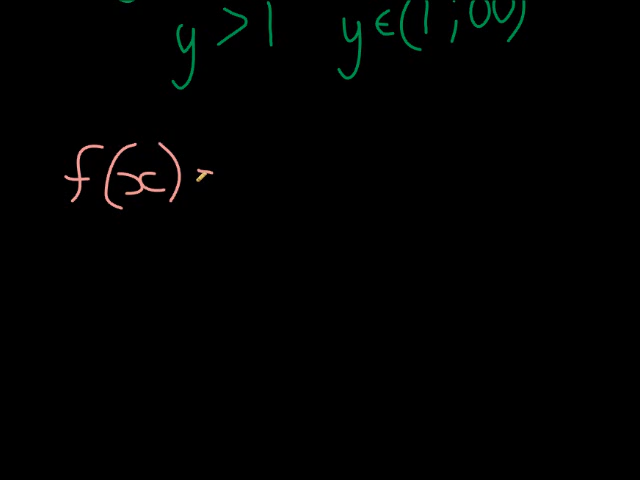 y > 1 y ∈ (1 ; ∞)
f(x)